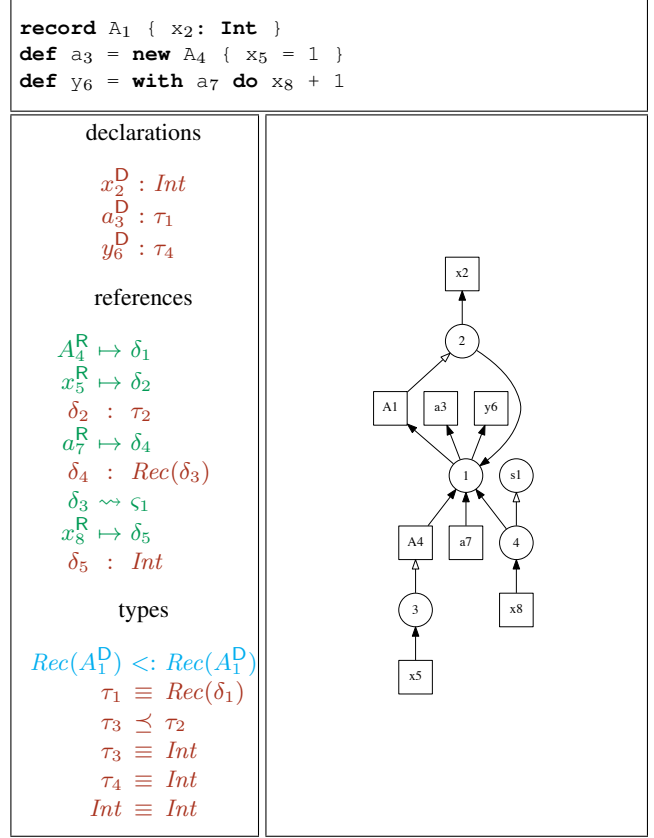 record A₁ { x₂: Int }
def a₃ = new A₄ { x₅ = 1 }
def y₆ = with a₇ do x₈ + 1
declarations
x₂ᴰ : Int
a₃ᴰ : τ₁
y₆ᴰ : τ₄
references
A₄ᴿ ↦ δ₁
x₅ᴿ ↦ δ₂
δ₂ : τ₂
a₇ᴿ ↦ δ₄
δ₄ : Rec(δ₃)
δ₃ ⇝ ς₁
x₈ᴿ ↦ δ₅
δ₅ : Int
types
Rec(A₁ᴰ) <: Rec(A₁ᴰ)
τ₁ ≡ Rec(δ₁)
τ₃ ⪯ τ₂
τ₃ ≡ Int
τ₄ ≡ Int
Int ≡ Int
x2
2
A1 a3 y6
1 s1
A4 a7 4
3 x8
x5